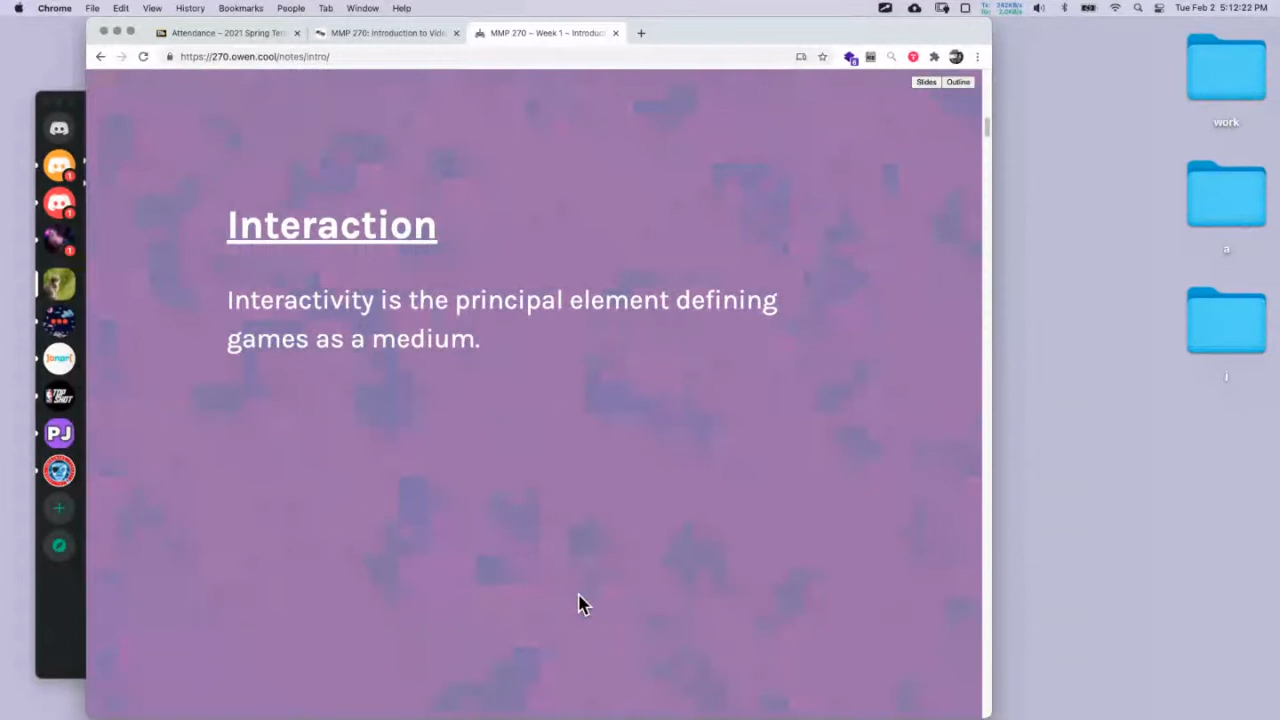 Chrome File Edit View History Bookmarks People Tab Window Help
Tue Feb 2 5:12:22 PM
Attendance – 2021 Spring Ter
MMP 270: Introduction to Vide
MMP 270 – Week 1 – Introduc
https://270.owen.cool/notes/intro/
Slides Outline
work
a
i
Interaction
Interactivity is the principal element defining
games as a medium.
TOP
SHOT
PJ